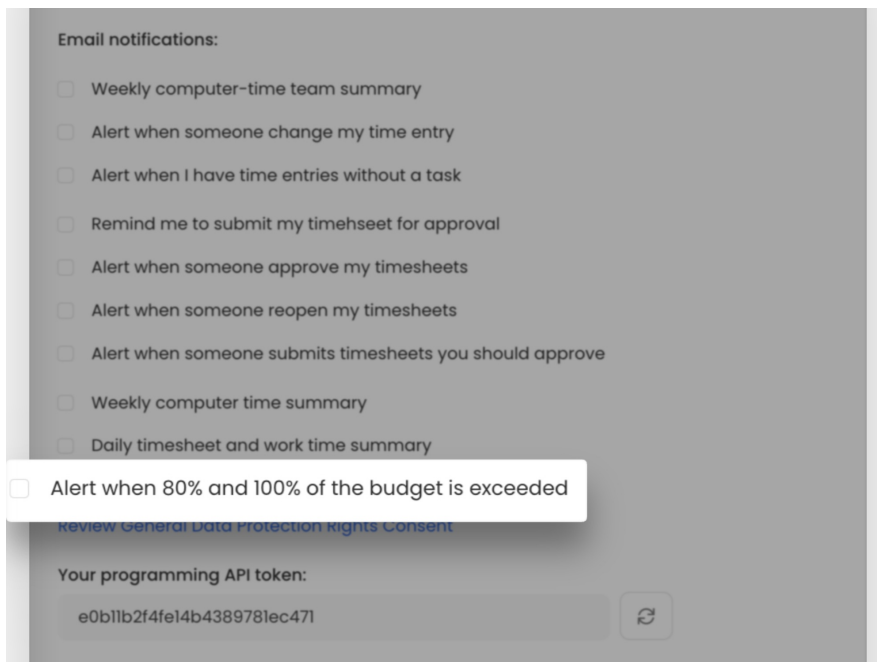 Email notifications:
Weekly computer-time team summary
Alert when someone change my time entry
Alert when I have time entries without a task
Remind me to submit my timehseet for approval
Alert when someone approve my timesheets
Alert when someone reopen my timesheets
Alert when someone submits timesheets you should approve
Weekly computer time summary
Daily timesheet and work time summary
Alert when 80% and 100% of the budget is exceeded
Review General Data Protection Rights Consent
Your programming API token:
e0b11b2f4fe14b4389781ec471